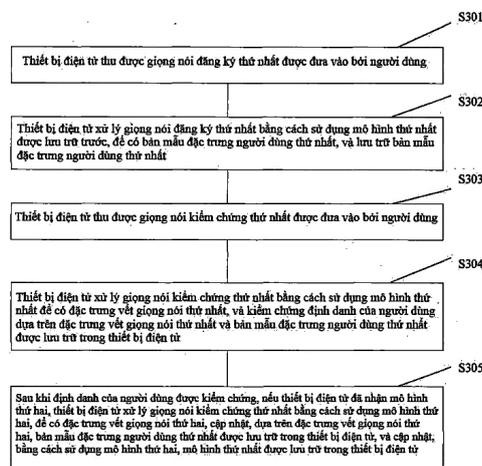 S301
Thiết bị điện tử thu được giọng nói đăng ký thứ nhất được đưa vào bởi người dùng
S302
Thiết bị điện tử xử lý giọng nói đăng ký thứ nhất bằng cách sử dụng mô hình thứ nhất
được lưu trữ trước, để có bản mẫu đặc trưng người dùng thứ nhất, và lưu trữ bản mẫu
đặc trưng người dùng thứ nhất
S303
Thiết bị điện tử thu được giọng nói kiểm chứng thứ nhất được đưa vào bởi người dùng
S304
Thiết bị điện tử xử lý giọng nói kiểm chứng thứ nhất bằng cách sử dụng mô hình thứ
nhất để có đặc trưng vết giọng nói thứ nhất, và kiểm chứng định danh của người dùng
dựa trên đặc trưng vết giọng nói thứ nhất và bản mẫu đặc trưng người dùng thứ nhất
được lưu trữ trong thiết bị điện tử
S305
Sau khi định danh của người dùng được kiểm chứng, nếu thiết bị điện tử đã nhận mô hình
thứ hai, thiết bị điện tử xử lý giọng nói kiểm chứng thứ nhất bằng cách sử dụng mô hình thứ
hai, để có đặc trưng vết giọng nói thứ hai, cập nhật, dựa trên đặc trưng vết giọng nói thứ
hai, bản mẫu đặc trưng người dùng thứ nhất được lưu trữ trong thiết bị điện tử, và cập nhật,
bằng cách sử dụng mô hình thứ hai, mô hình thứ nhất được lưu trữ trong thiết bị điện tử